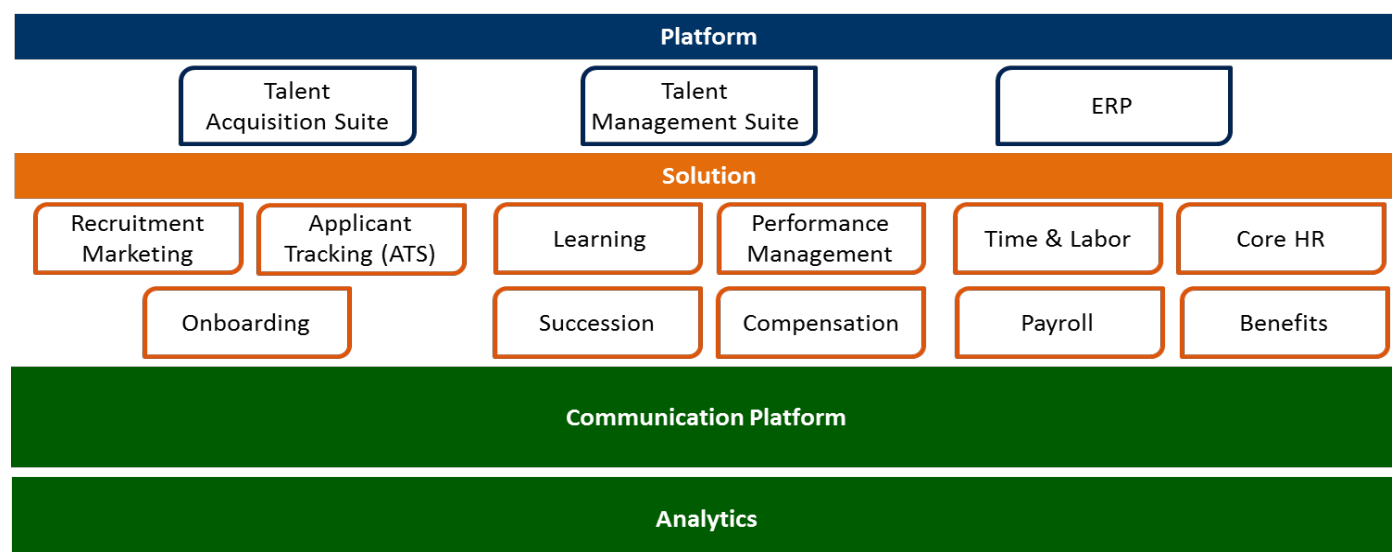 Platform
Talent
Acquisition Suite
Talent
Management Suite
ERP
Solution
Recruitment
Marketing
Applicant
Tracking (ATS)
Learning
Performance
Management
Time & Labor
Core HR
Onboarding
Succession
Compensation
Payroll
Benefits
Communication Platform
Analytics